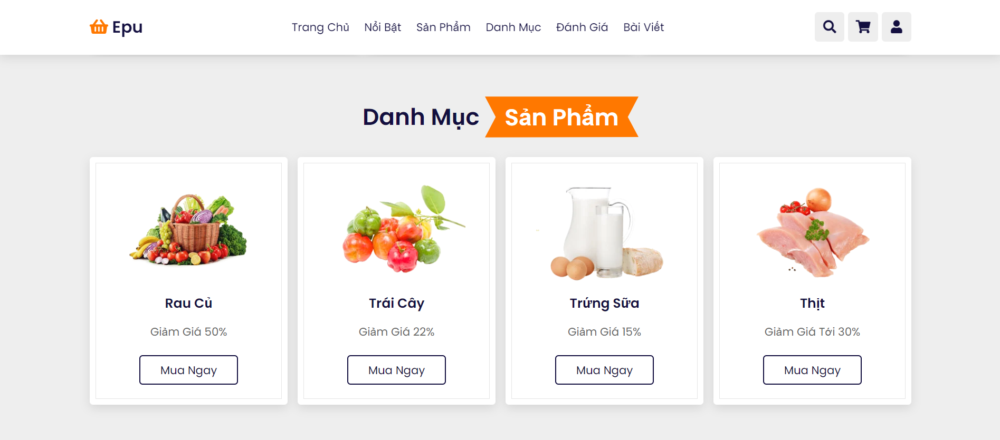 Epu
Trang Chủ Nổi Bật Sản Phẩm Danh Mục Đánh Giá Bài Viết
Danh Mục Sản Phẩm
Rau Củ
Giảm Giá 50%
Mua Ngay
Trái Cây
Giảm Giá 22%
Mua Ngay
Trứng Sữa
Giảm Giá 15%
Mua Ngay
Thịt
Giảm Giá Tới 30%
Mua Ngay